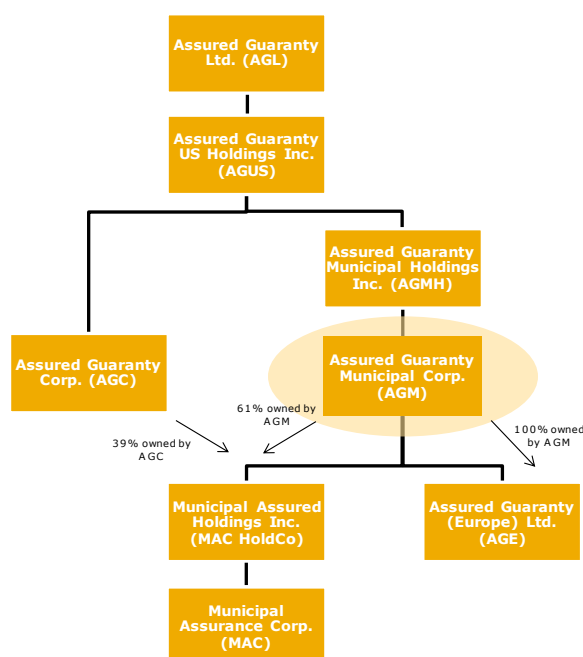 Assured Guaranty
Ltd. (AGL)
Assured Guaranty
US Holdings Inc.
(AGUS)
Assured Guaranty
Municipal Holdings
Inc. (AGMH)
Assured Guaranty
Corp. (AGC)
Assured Guaranty
Municipal Corp.
(AGM)
39% owned by
AGC
61% owned by
AGM
100% owned
by AGM
Municipal Assured
Holdings Inc.
(MAC HoldCo)
Assured Guaranty
(Europe) Ltd.
(AGE)
Municipal
Assurance Corp.
(MAC)